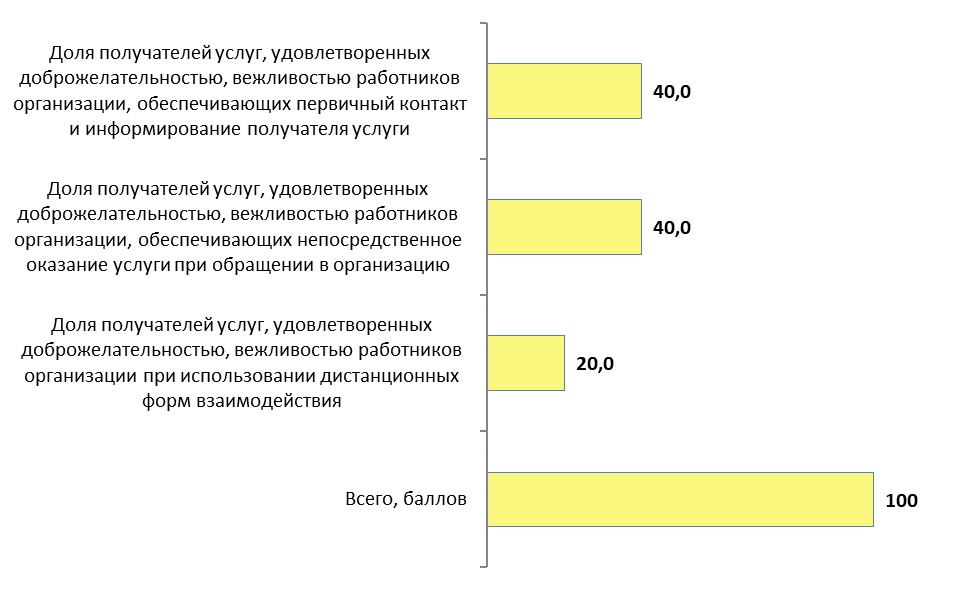 Доля получателей услуг, удовлетворенных
доброжелательностью, вежливостью работников
организации, обеспечивающих первичный контакт
и информирование получателя услуги
40,0
Доля получателей услуг, удовлетворенных
доброжелательностью, вежливостью работников
организации, обеспечивающих непосредственное
оказание услуги при обращении в организацию
40,0
Доля получателей услуг, удовлетворенных
доброжелательностью, вежливостью работников
организации при использовании дистанционных
форм взаимодействия
20,0
Всего, баллов
100